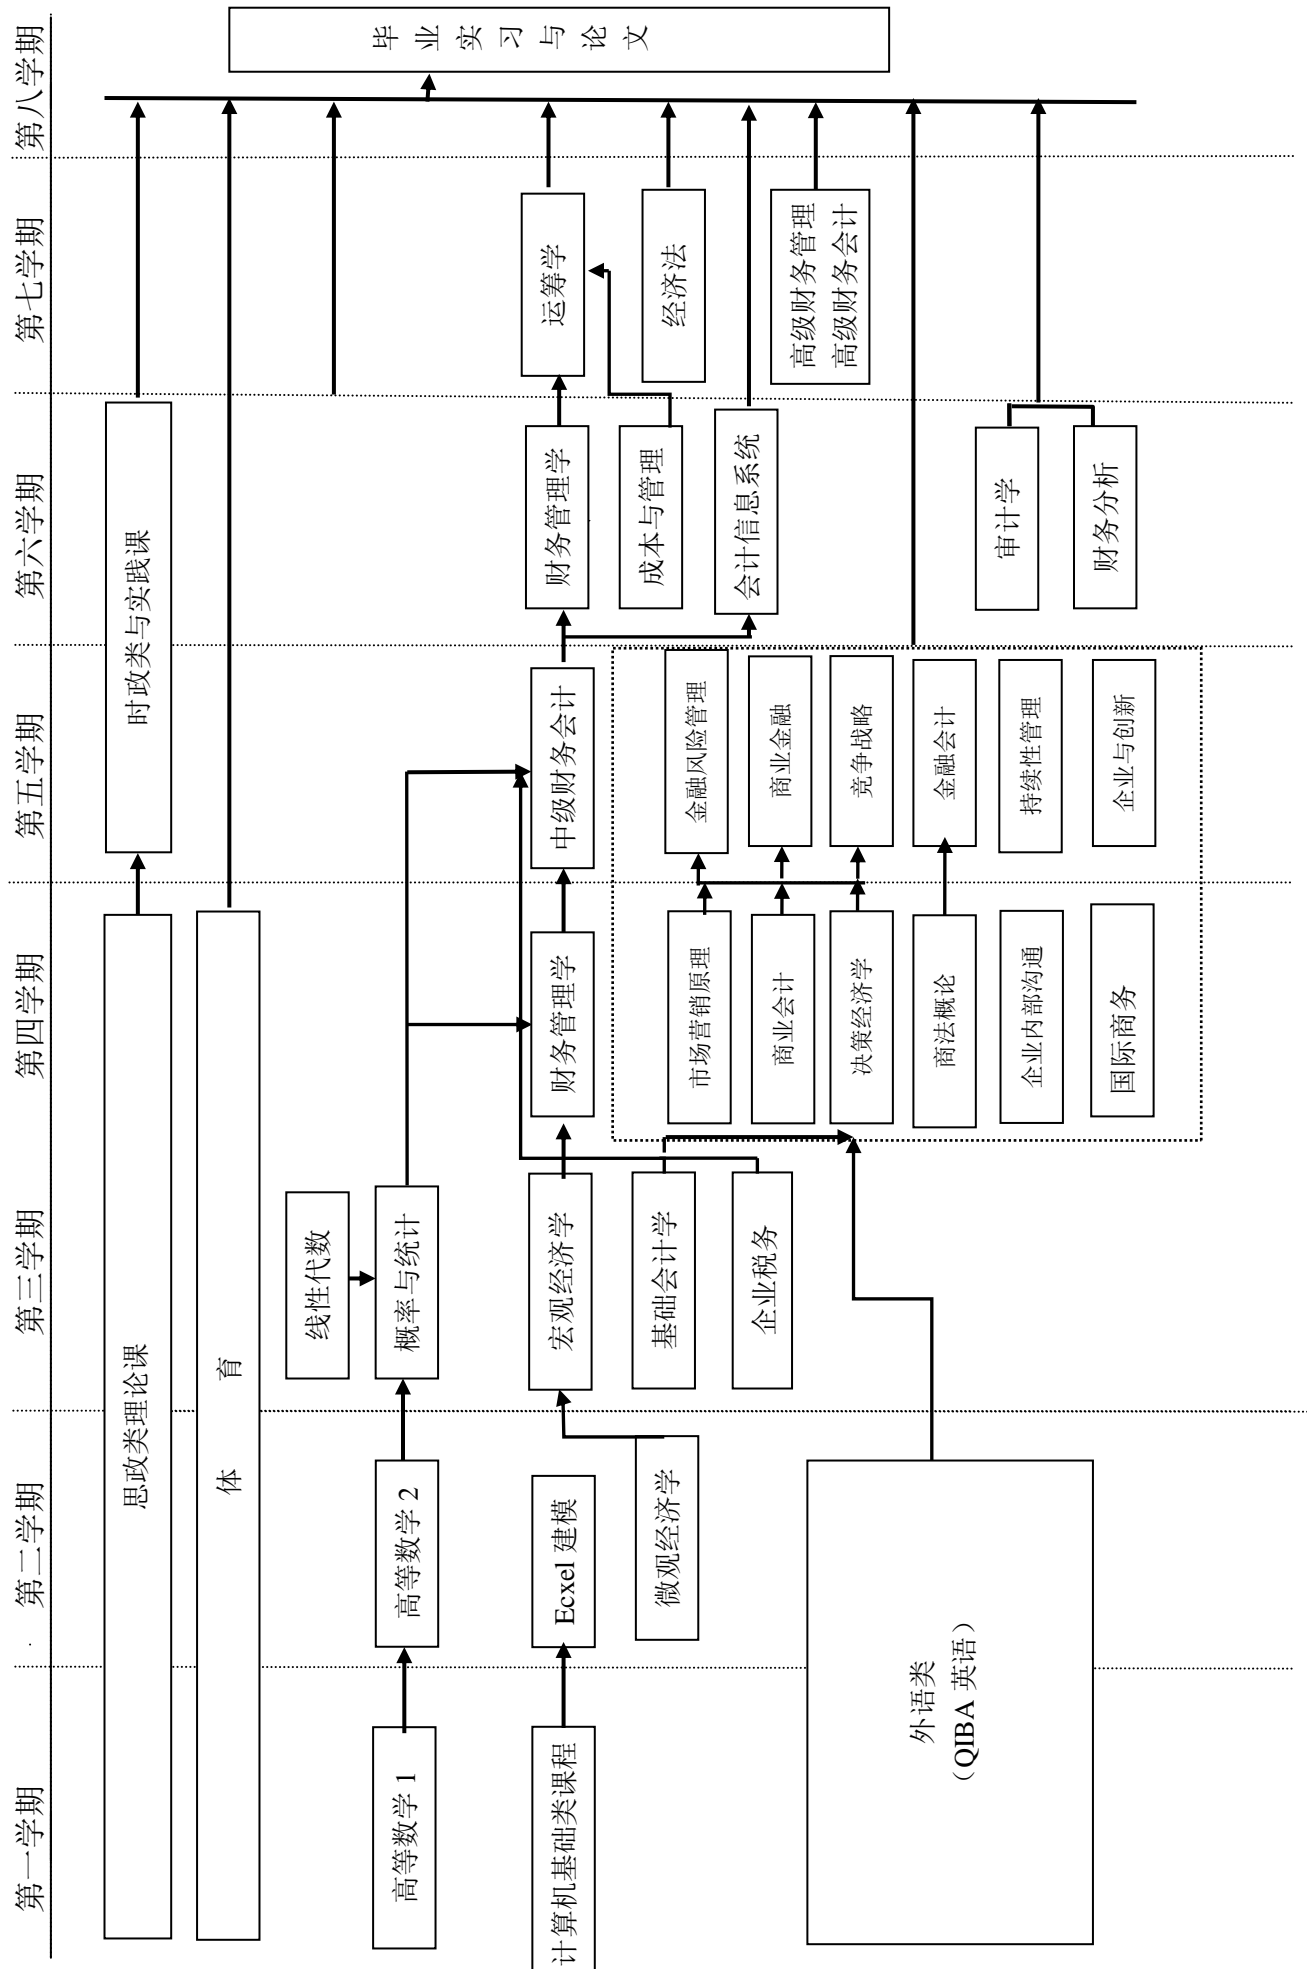 第一学期
第二学期
第三学期
第四学期
第五学期
第六学期
第七学期
第八学期
思政类理论课
时政类与实践课
体 育
线性代数
高等数学 1
高等数学 2
概率与统计
计算机基础类课程
Ecxel 建模
宏观经济学
财务管理学
中级财务会计
财务管理学
运筹学
微观经济学
基础会计学
企业税务
成本与管理
会计信息系统
经济法
高级财务管理
高级财务会计
外语类
（QIBA 英语）
市场营销原理
商业会计
决策经济学
商法概论
企业内部沟通
国际商务
金融风险管理
商业金融
竞争战略
金融会计
持续性管理
企业与创新
审计学
财务分析
毕 业 实 习 与 论 文